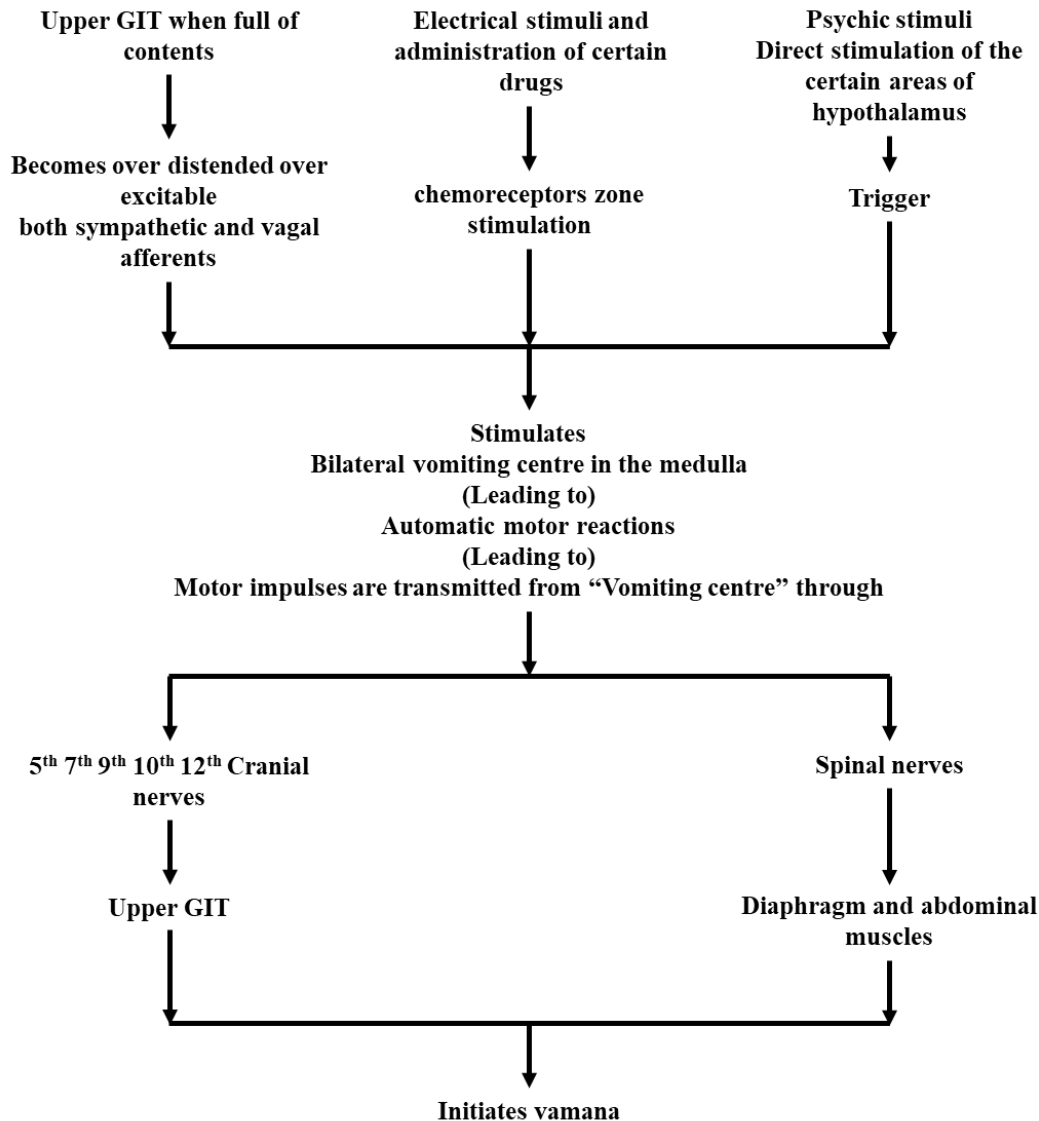 Upper GIT when full of
contents
Electrical stimuli and
administration of certain
drugs
Psychic stimuli
Direct stimulation of the
certain areas of
hypothalamus
Becomes over distended over
excitable
both sympathetic and vagal
afferents
chemoreceptors zone
stimulation
Trigger
Stimulates
Bilateral vomiting centre in the medulla
(Leading to)
Automatic motor reactions
(Leading to)
Motor impulses are transmitted from “Vomiting centre” through
5th 7th 9th 10th 12th Cranial
nerves
Spinal nerves
Upper GIT
Diaphragm and abdominal
muscles
Initiates vamana